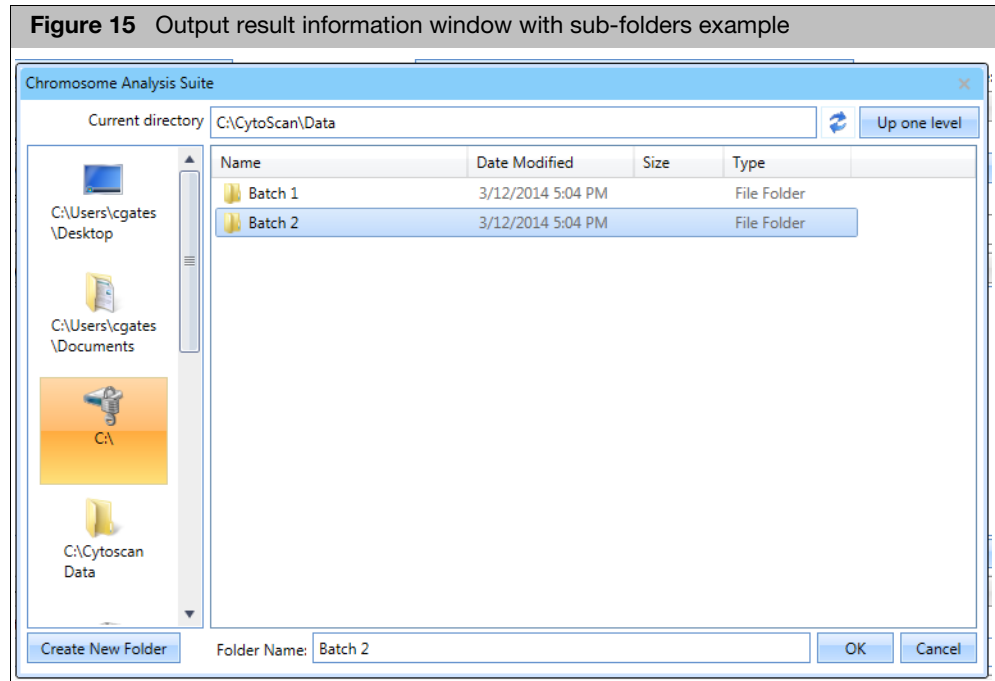 Figure 15 Output result information window with sub-folders example
Chromosome Analysis Suite
Current directory C:\CytoScan\Data Up one level
C:\Users\cgates
\Desktop
C:\Users\cgates
\Documents
C:\
C:\Cytoscan
Data
Name Date Modified Size Type
Batch 1 3/12/2014 5:04 PM File Folder
Batch 2 3/12/2014 5:04 PM File Folder
Create New Folder Folder Name: Batch 2 OK Cancel